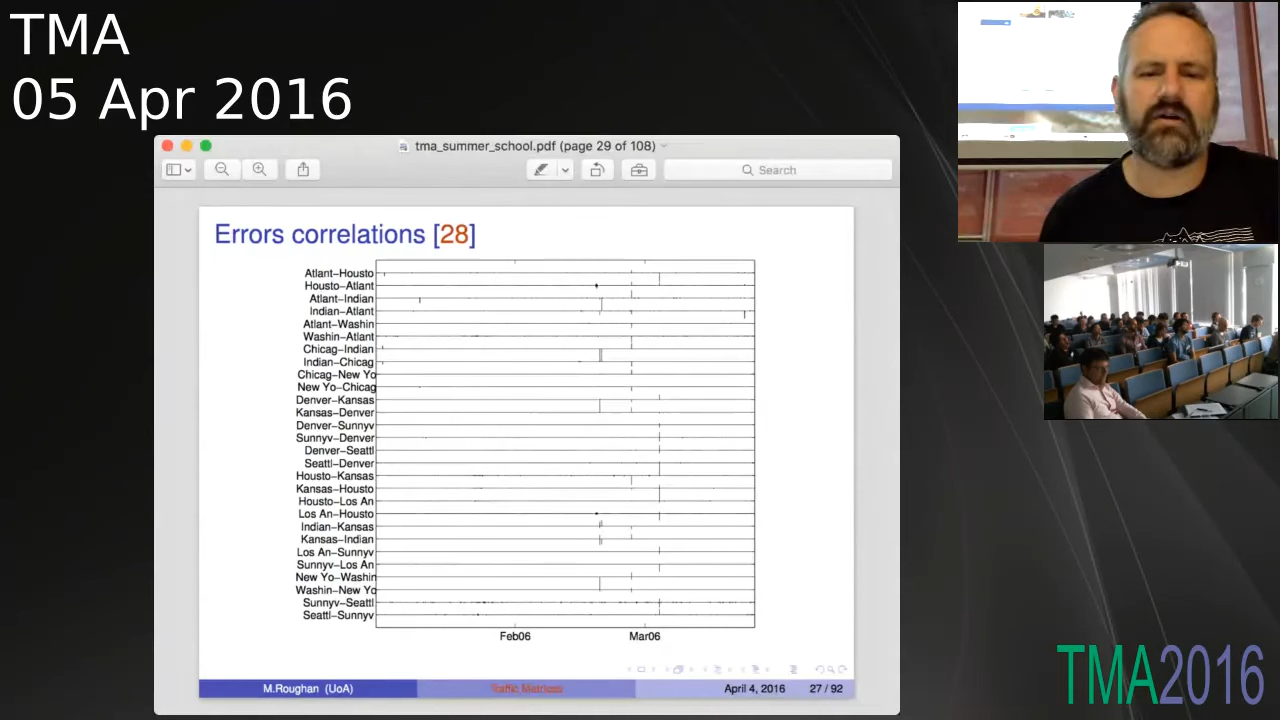 TMA
05 Apr 2016
tma_summer_school.pdf (page 29 of 108)
Search
Errors correlations [28]
Atlant–Housto
Housto–Atlant
Atlant–Indian
Indian–Atlant
Atlant–Washin
Washin–Atlant
Chicag–Indian
Indian–Chicag
Chicag–New Yo
New Yo–Chicag
Denver–Kansas
Kansas–Denver
Denver–Sunnyv
Sunnyv–Denver
Denver–Seattl
Seattl–Denver
Housto–Kansas
Kansas–Housto
Housto–Los An
Los An–Housto
Indian–Kansas
Kansas–Indian
Los An–Sunnyv
Sunnyv–Los An
New Yo–Washin
Washin–New Yo
Sunnyv–Seattl
Seattl–Sunnyv
Feb06 Mar06
M.Roughan (UoA) Traffic Matrices April 4, 2016 27 / 92
TMA2016